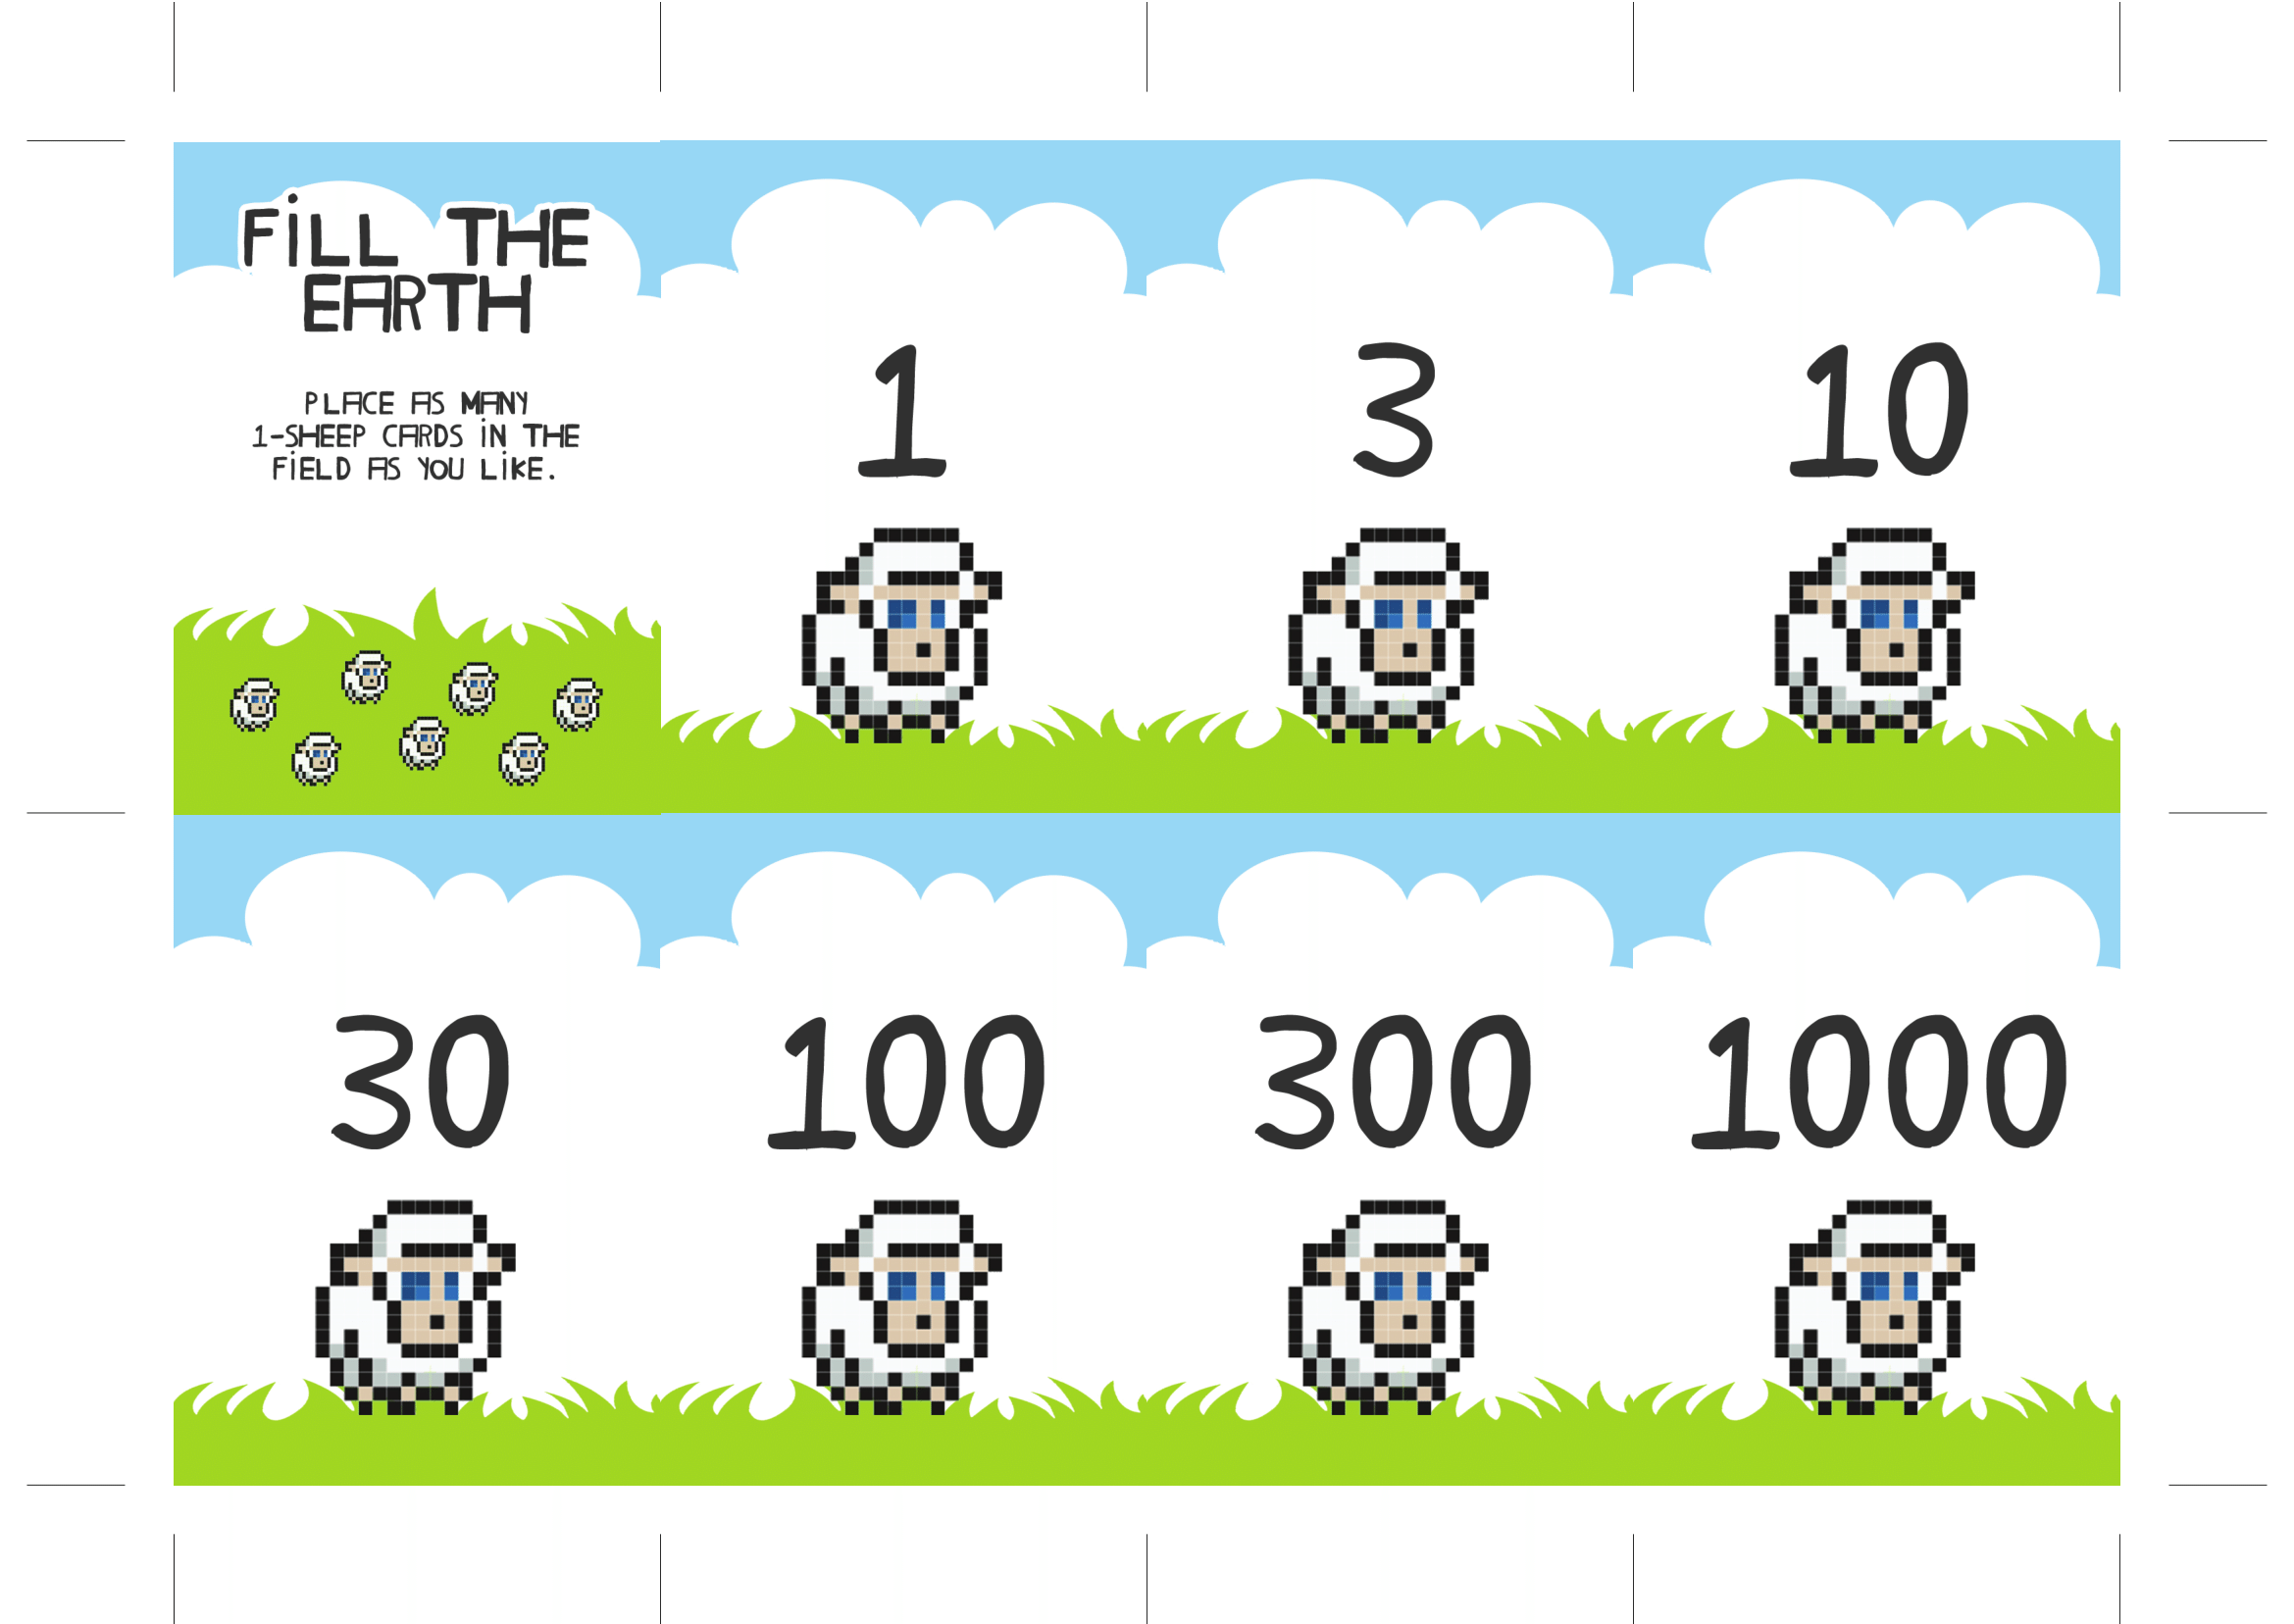 FiLL THE
EARTH
PLACE AS MANY
1-SHEEP CARDS iN THE
FiELD AS YOU LiKE.
1
3
10
30
100
300
1000